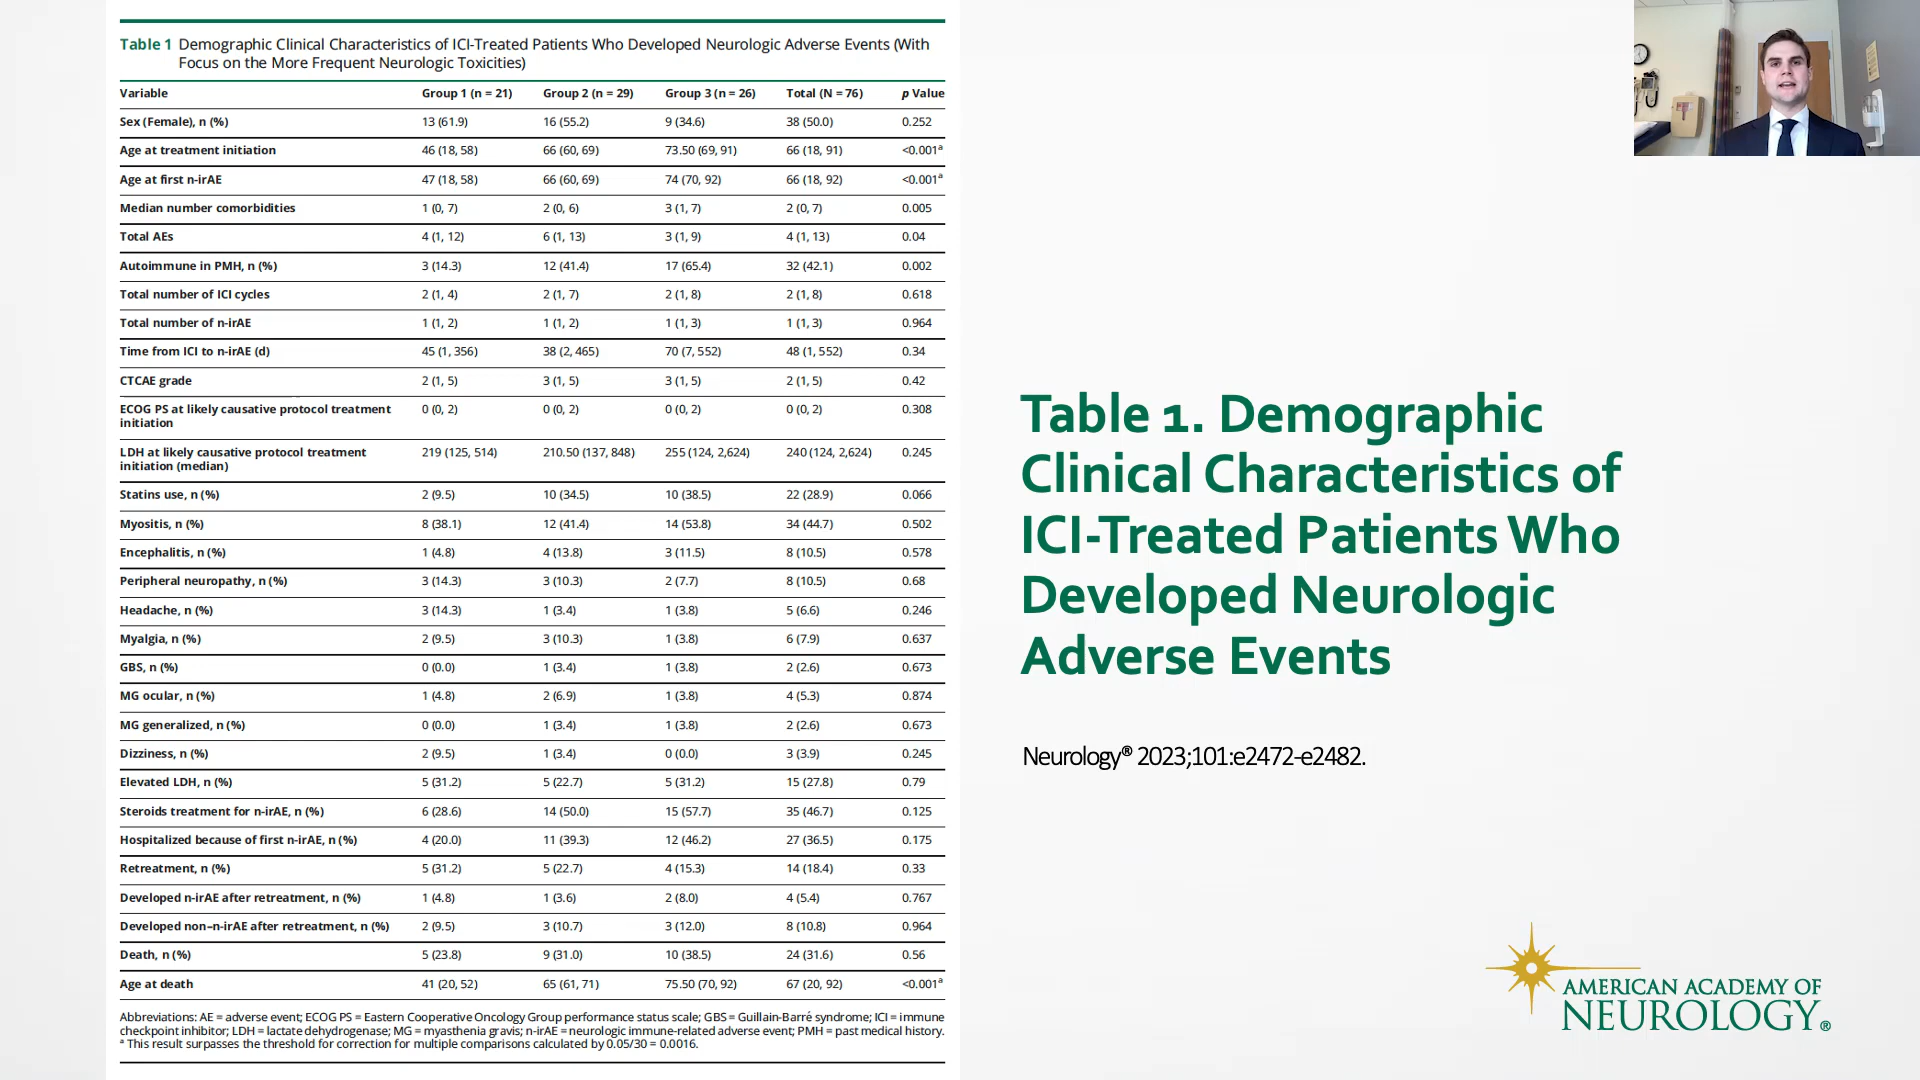 Table 1 Demographic Clinical Characteristics of ICI-Treated Patients Who Developed Neurologic Adverse Events (With
Focus on the More Frequent Neurologic Toxicities)
Variable Group 1 (n = 21) Group 2 (n = 29) Group 3 (n = 26) Total (N = 76) p Value
Sex (Female), n (%) 13 (61.9) 16 (55.2) 9 (34.6) 38 (50.0) 0.252
Age at treatment initiation 46 (18, 58) 66 (60, 69) 73.50 (69, 91) 66 (18, 91) <0.001a
Age at first n-irAE 47 (18, 58) 66 (60, 69) 74 (70, 92) 66 (18, 92) <0.001a
Median number comorbidities 1 (0, 7) 2 (0, 6) 3 (1, 7) 2 (0, 7) 0.005
Total AEs 4 (1, 12) 6 (1, 13) 3 (1, 9) 4 (1, 13) 0.04
Autoimmune in PMH, n (%) 3 (14.3) 12 (41.4) 17 (65.4) 32 (42.1) 0.002
Total number of ICI cycles 2 (1, 4) 2 (1, 7) 2 (1, 8) 2 (1, 8) 0.618
Total number of n-irAE 1 (1, 2) 1 (1, 2) 1 (1, 3) 1 (1, 3) 0.964
Time from ICI to n-irAE (d) 45 (1, 356) 38 (2, 465) 70 (7, 552) 48 (1, 552) 0.34
CTCAE grade 2 (1, 5) 3 (1, 5) 3 (1, 5) 2 (1, 5) 0.42
ECOG PS at likely causative protocol treatment 0 (0, 2) 0 (0, 2) 0 (0, 2) 0 (0, 2) 0.308
initiation
LDH at likely causative protocol treatment 219 (125, 514) 210.50 (137, 848) 255 (124, 2,624) 240 (124, 2,624) 0.245
initiation (median)
Statins use, n (%) 2 (9.5) 10 (34.5) 10 (38.5) 22 (28.9) 0.066
Myositis, n (%) 8 (38.1) 12 (41.4) 14 (53.8) 34 (44.7) 0.502
Encephalitis, n (%) 1 (4.8) 4 (13.8) 3 (11.5) 8 (10.5) 0.578
Peripheral neuropathy, n (%) 3 (14.3) 3 (10.3) 2 (7.7) 8 (10.5) 0.68
Headache, n (%) 3 (14.3) 1 (3.4) 1 (3.8) 5 (6.6) 0.246
Myalgia, n (%) 2 (9.5) 3 (10.3) 1 (3.8) 6 (7.9) 0.637
GBS, n (%) 0 (0.0) 1 (3.4) 1 (3.8) 2 (2.6) 0.673
MG ocular, n (%) 1 (4.8) 2 (6.9) 1 (3.8) 4 (5.3) 0.874
MG generalized, n (%) 0 (0.0) 1 (3.4) 1 (3.8) 2 (2.6) 0.673
Dizziness, n (%) 2 (9.5) 1 (3.4) 0 (0.0) 3 (3.9) 0.245
Elevated LDH, n (%) 5 (31.2) 5 (22.7) 5 (31.2) 15 (27.8) 0.79
Steroids treatment for n-irAE, n (%) 6 (28.6) 14 (50.0) 15 (57.7) 35 (46.7) 0.125
Hospitalized because of first n-irAE, n (%) 4 (20.0) 11 (39.3) 12 (46.2) 27 (36.5) 0.175
Retreatment, n (%) 5 (31.2) 5 (22.7) 4 (15.3) 14 (18.4) 0.33
Developed n-irAE after retreatment, n (%) 1 (4.8) 1 (3.6) 2 (8.0) 4 (5.4) 0.767
Developed non–n-irAE after retreatment, n (%) 2 (9.5) 3 (10.7) 3 (12.0) 8 (10.8) 0.964
Death, n (%) 5 (23.8) 9 (31.0) 10 (38.5) 24 (31.6) 0.56
Age at death 41 (20, 52) 65 (61, 71) 75.50 (70, 92) 67 (20, 92) <0.001a
Abbreviations: AE = adverse event; ECOG PS = Eastern Cooperative Oncology Group performance status scale; GBS = Guillain-Barré syndrome; ICI = immune
checkpoint inhibitor; LDH = lactate dehydrogenase; MG = myasthenia gravis; n-irAE = neurologic immune-related adverse event; PMH = past medical history.
a This result surpasses the threshold for correction for multiple comparisons calculated by 0.05/30 = 0.0016.
Table 1. Demographic
Clinical Characteristics of
ICI-Treated Patients Who
Developed Neurologic
Adverse Events
Neurology® 2023;101:e2472-e2482.
AMERICAN ACADEMY OF
NEUROLOGY®